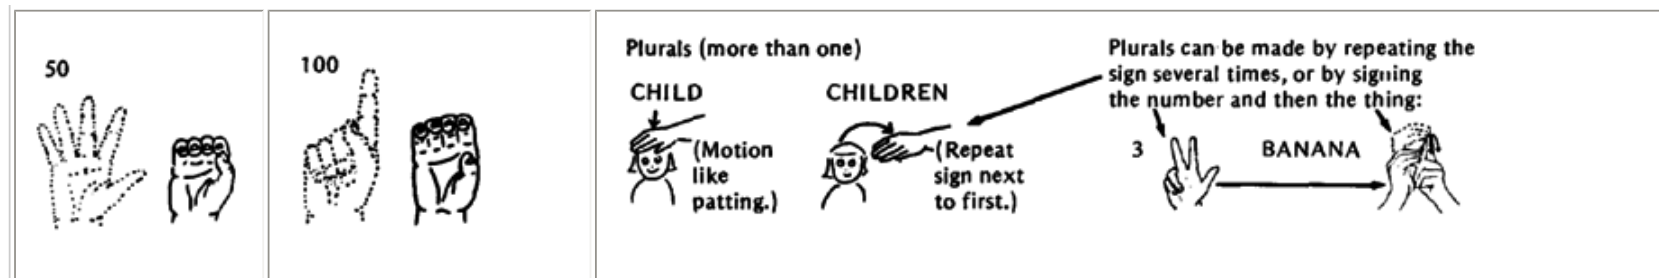 50
100
Plurals (more than one)
CHILD
(Motion
like
patting.)
CHILDREN
(Repeat
sign next
to first.)
Plurals can be made by repeating the
sign several times, or by signing
the number and then the thing:
3
BANANA